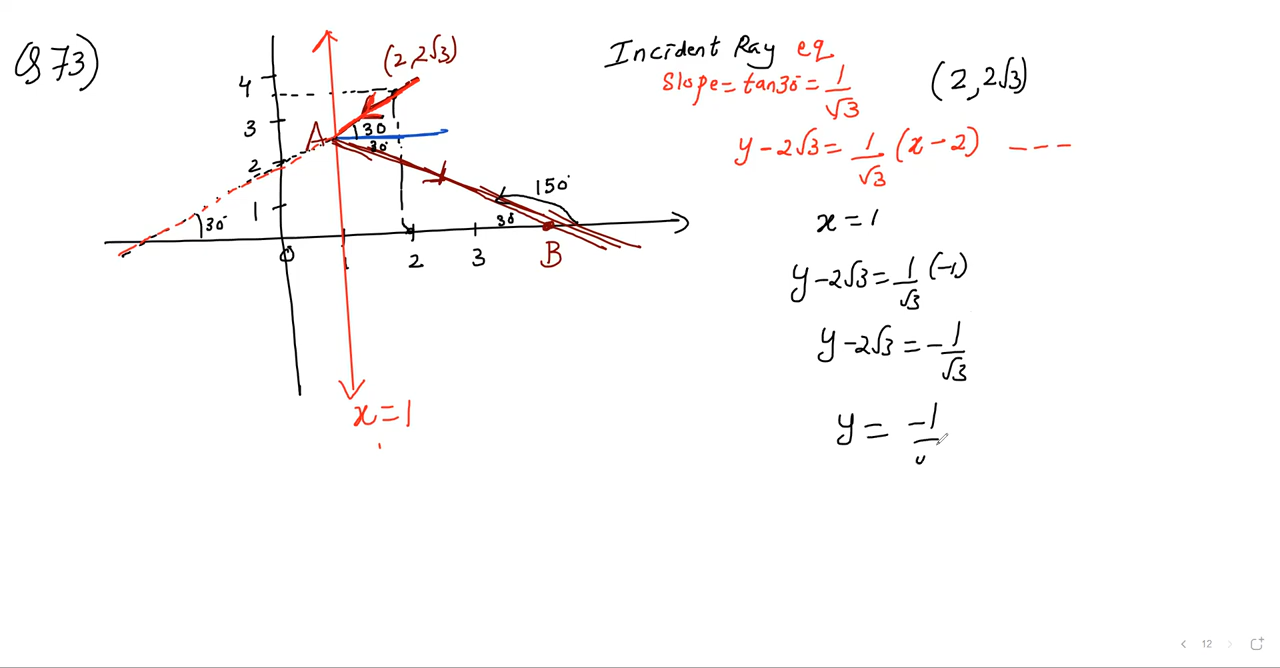 Q 73)
(2, 2√3)
4
3
2
1
A
30
30
30°
150°
30
0
1
2
3
B
x = 1
Incident Ray eq
Slope = tan30° = 1/√3
(2, 2√3)
y - 2√3 = 1/√3 (x - 2) ---
x = 1
y - 2√3 = 1/√3 (-1)
y - 2√3 = -1/√3
y = -1
12